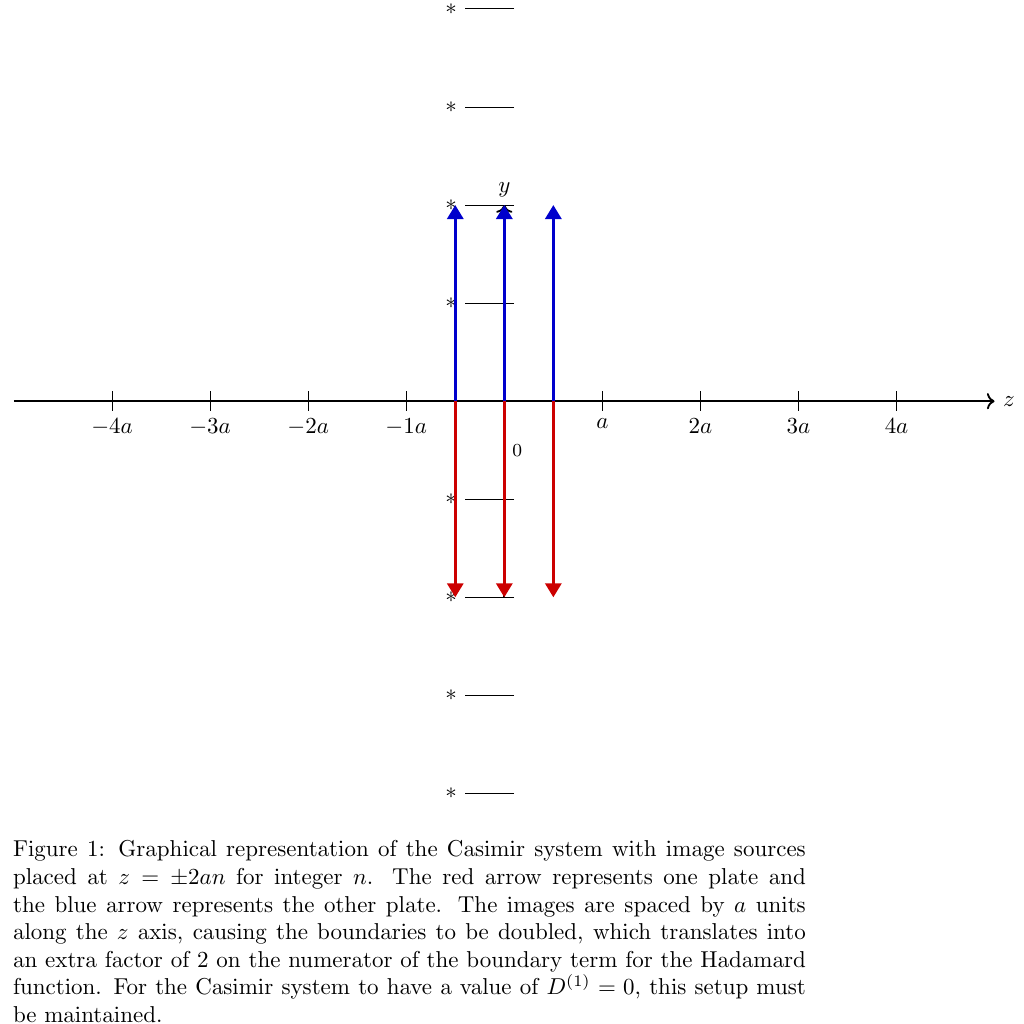 *
*
y
*
*
z
−4a −3a −2a −1a a 2a 3a 4a
0
*
*
*
*
Figure 1: Graphical representation of the Casimir system with image sources
placed at z = ±2an for integer n. The red arrow represents one plate and
the blue arrow represents the other plate. The images are spaced by a units
along the z axis, causing the boundaries to be doubled, which translates into
an extra factor of 2 on the numerator of the boundary term for the Hadamard
function. For the Casimir system to have a value of D⁽¹⁾ = 0, this setup must
be maintained.